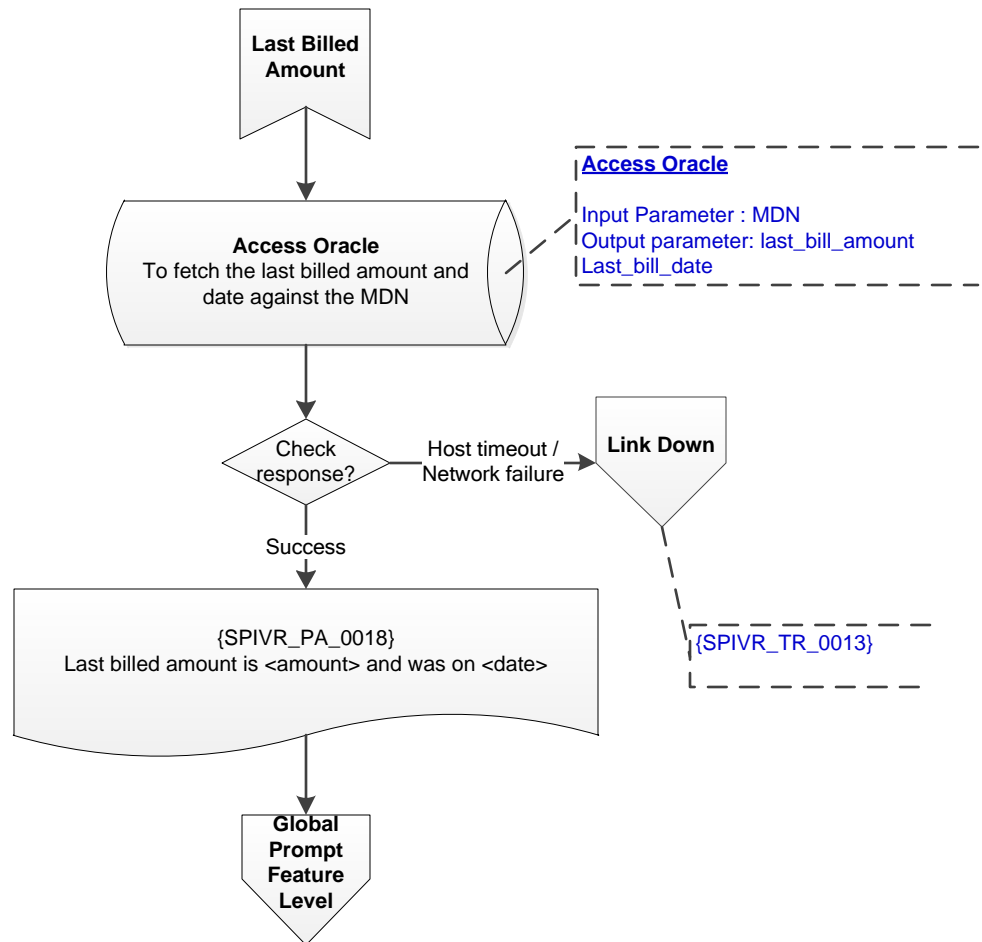 Last Billed
Amount
Access Oracle
Input Parameter : MDN
Output parameter: last_bill_amount
Last_bill_date
Access Oracle
To fetch the last billed amount and
date against the MDN
Check
response?
Host timeout /
Network failure
Link Down
Success
{SPIVR_PA_0018}
Last billed amount is <amount> and was on <date>
{SPIVR_TR_0013}
Global
Prompt
Feature
Level